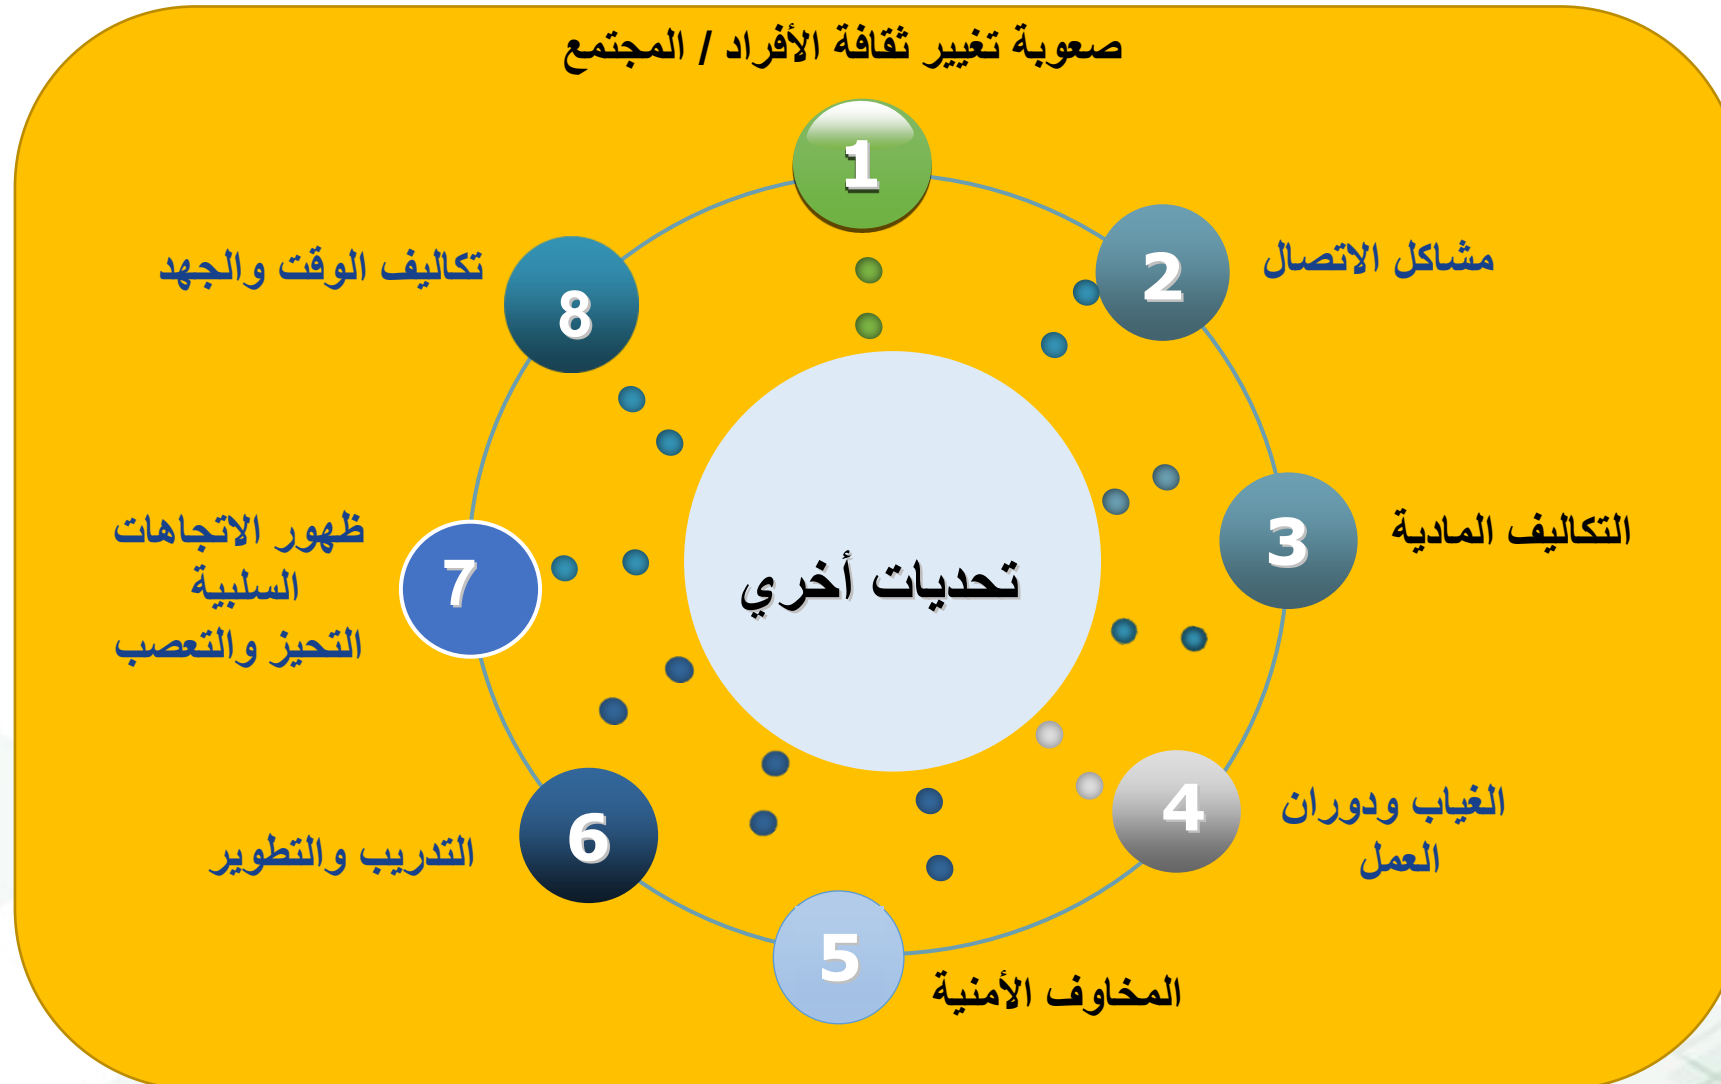 صعوبة تغيير ثقافة الأفراد / المجتمع
1
2
مشاكل الاتصال
3
التكاليف المادية
4
الغياب ودوران
العمل
5
المخاوف الأمنية
6
التدريب والتطوير
7
ظهور الاتجاهات
السلبية
التحيز والتعصب
8
تكاليف الوقت والجهد
تحديات أخري